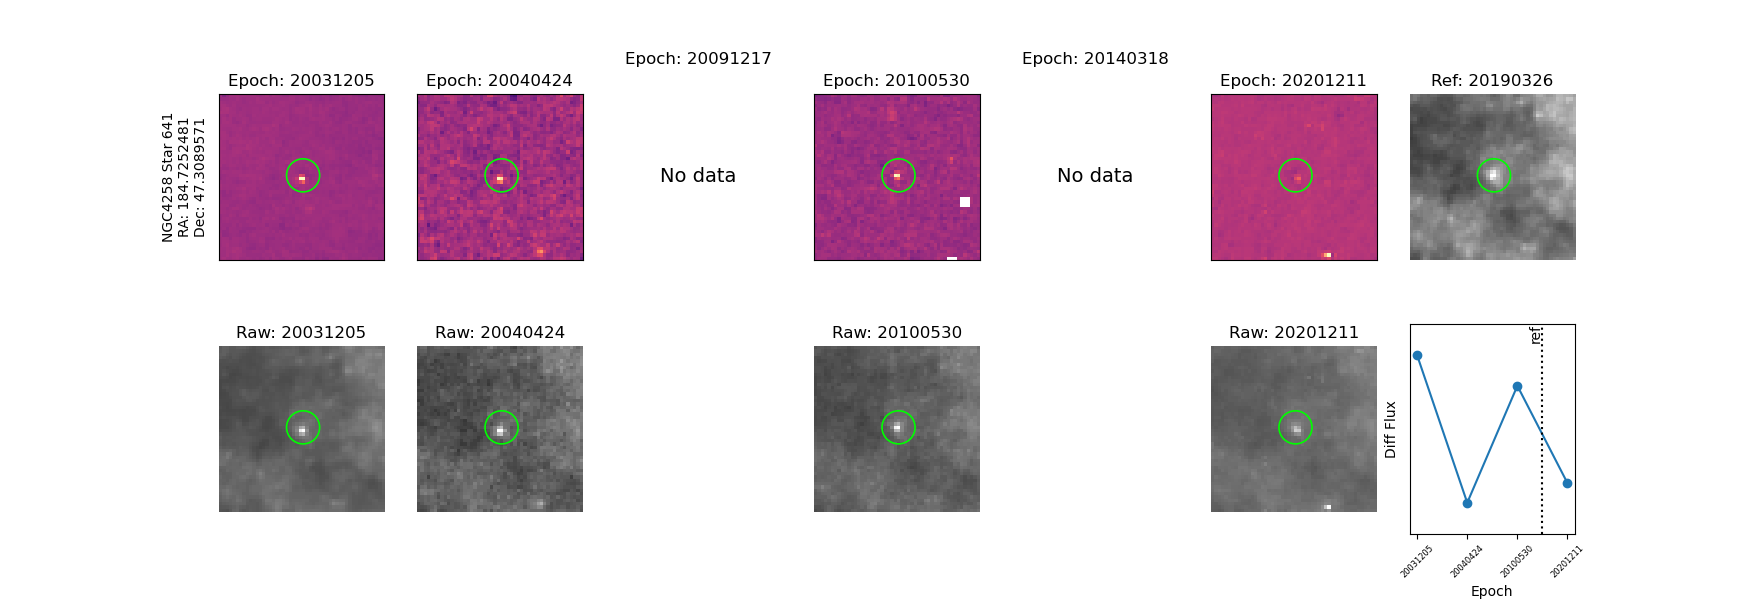 Epoch: 20091217
Epoch: 20140318
Epoch: 20031205
Epoch: 20040424
Epoch: 20100530
Epoch: 20201211
Ref: 20190326
NGC4258 Star 641
RA: 184.7252481
Dec: 47.3089571
No data
No data
Raw: 20031205
Raw: 20040424
Raw: 20100530
Raw: 20201211
ref
Diff Flux
20031205
20040424
20100530
20201211
Epoch